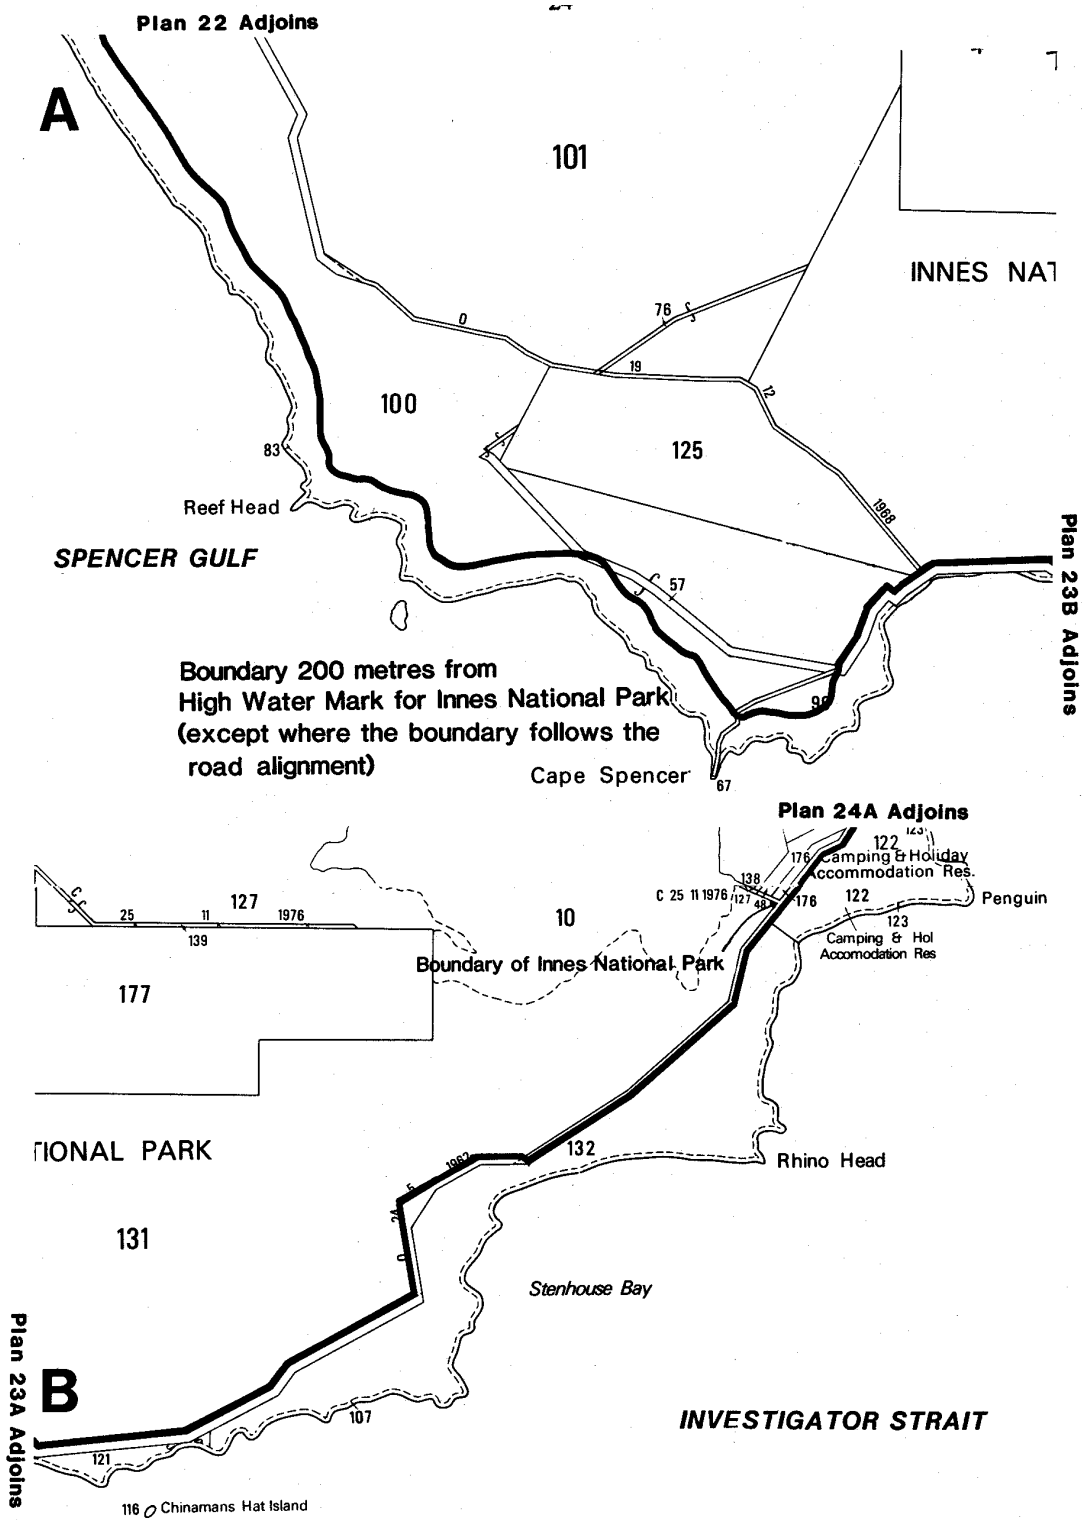 Plan 22 Adjoins
A
101
INNES NAT
76
0
19
12
100
125
83
1968
Reef Head
SPENCER GULF
Plan 23B Adjoins
57
Boundary 200 metres from
High Water Mark for Innes National Park
(except where the boundary follows the
road alignment)
Cape Spencer
67
Plan 24A Adjoins
122
123
176
Camping & Holiday
Accommodation Res.
138
C 25 11 1976
127
48
176
122
Penguin
127
25
11
1976
139
10
123
Camping & Hol
Accomodation Res
Boundary of Innes National Park
177
TIONAL PARK
132
Rhino Head
5
24
0
131
Stenhouse Bay
Plan 23A Adjoins
B
107
INVESTIGATOR STRAIT
121
116
Chinamans Hat Island